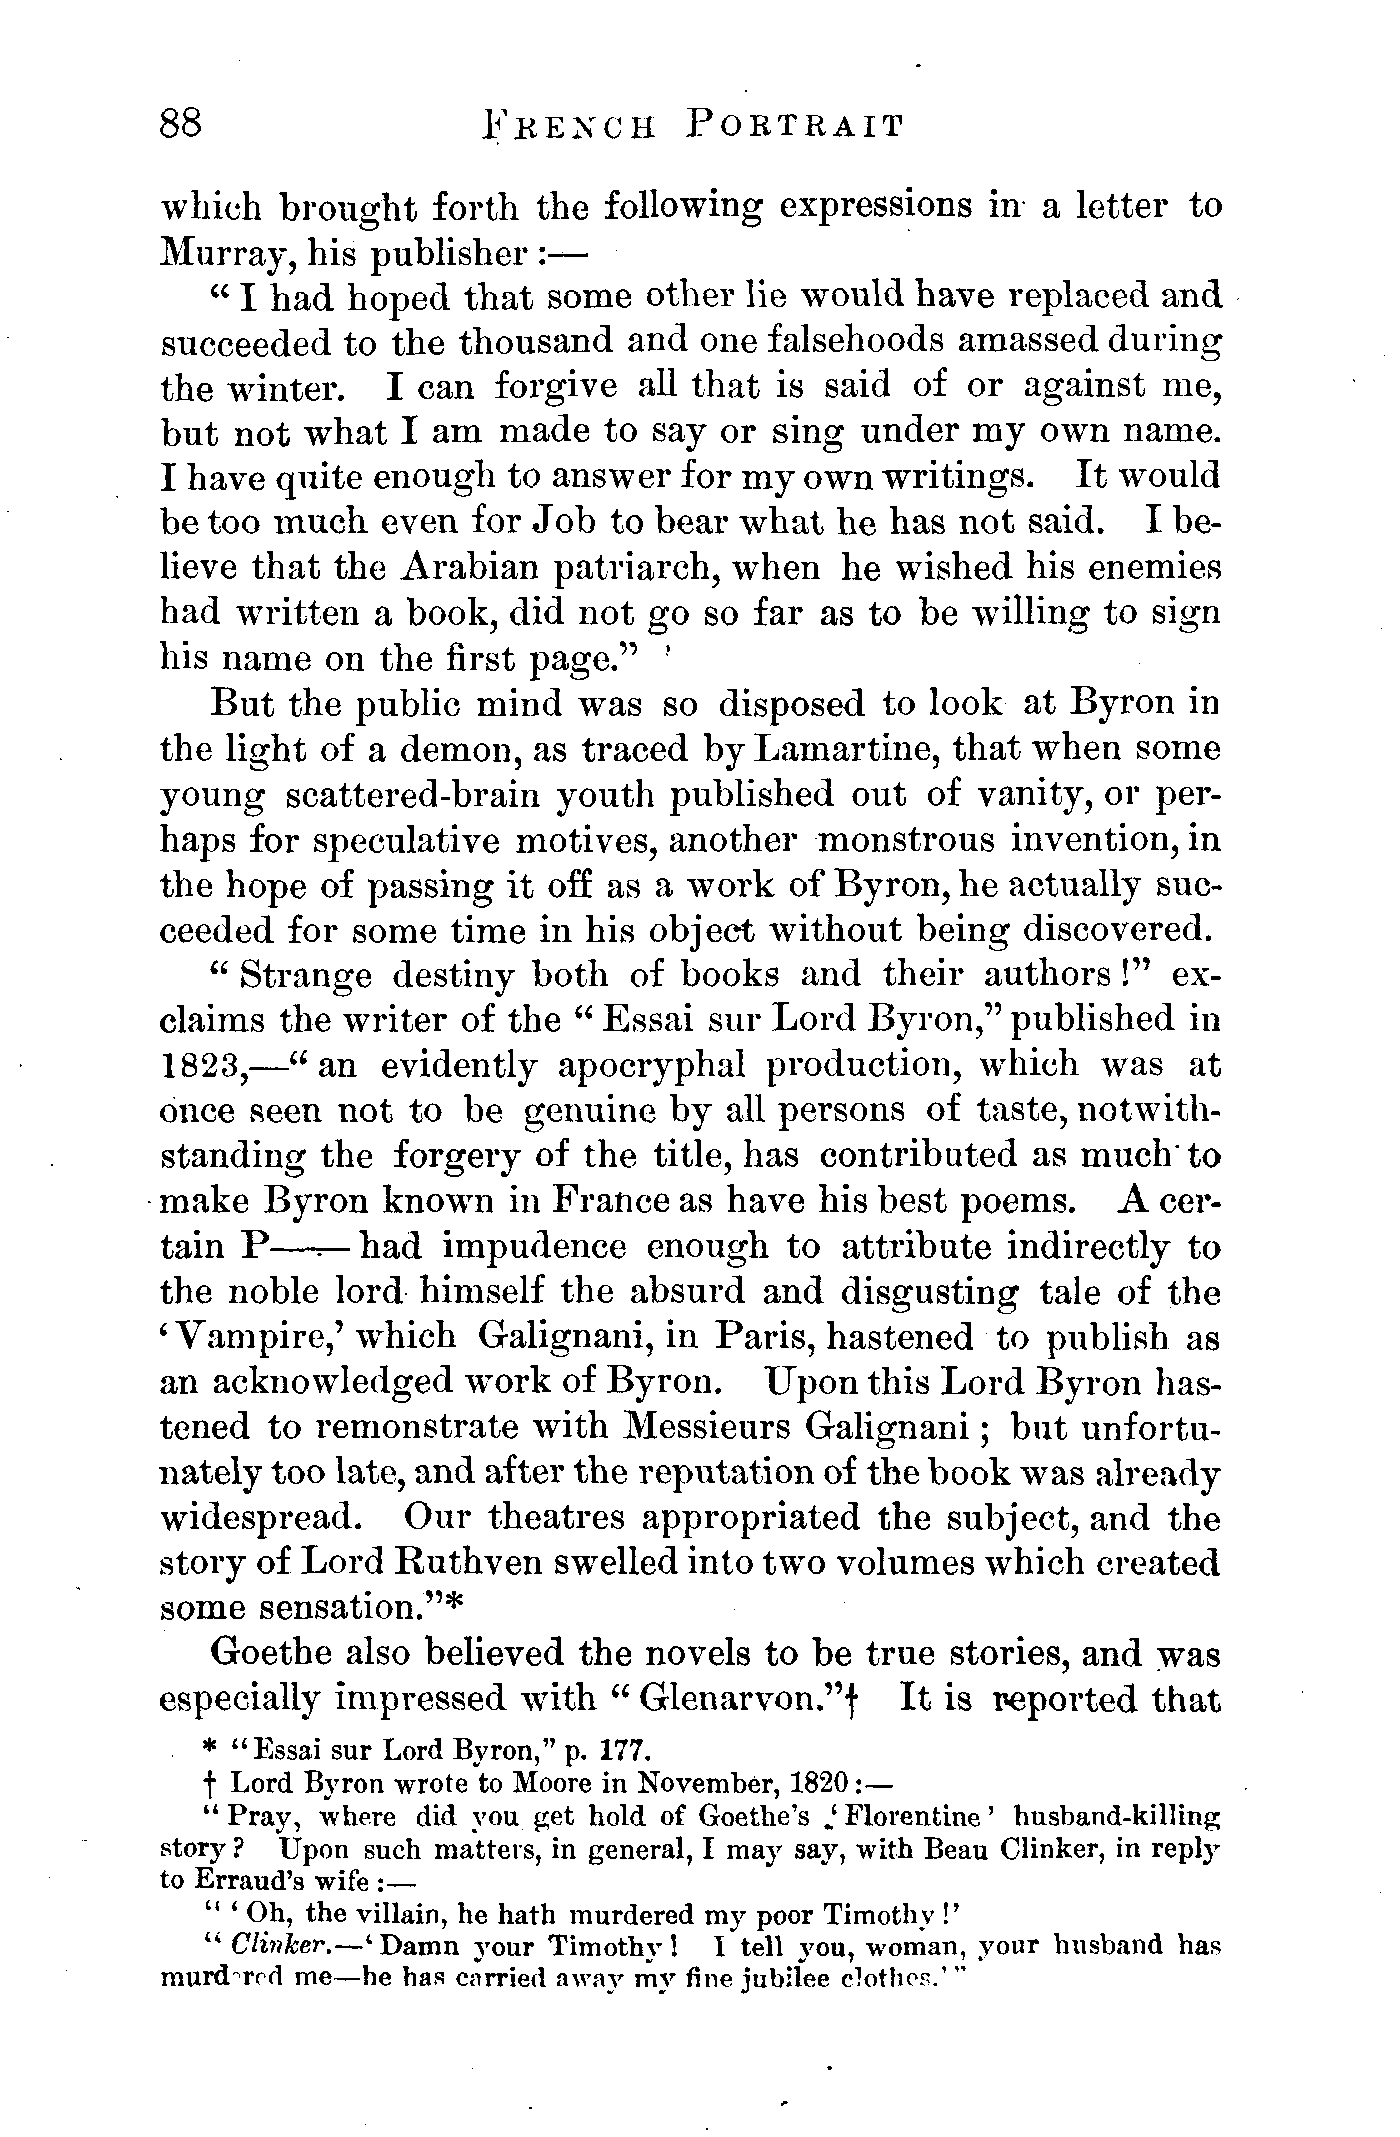 88 FRENCH PORTRAIT
which brought forth the following expressions in a letter to
Murray, his publisher :—
“ I had hoped that some other lie would have replaced and
succeeded to the thousand and one falsehoods amassed during
the winter. I can forgive all that is said of or against me,
but not what I am made to say or sing under my own name.
I have quite enough to answer for my own writings. It would
be too much even for Job to bear what he has not said. I be-
lieve that the Arabian patriarch, when he wished his enemies
had written a book, did not go so far as to be willing to sign
his name on the first page.”
But the public mind was so disposed to look at Byron in
the light of a demon, as traced by Lamartine, that when some
young scattered-brain youth published out of vanity, or per-
haps for speculative motives, another monstrous invention, in
the hope of passing it off as a work of Byron, he actually suc-
ceeded for some time in his object without being discovered.
“ Strange destiny both of books and their authors !” ex-
claims the writer of the “ Essai sur Lord Byron,” published in
1823,—“ an evidently apocryphal production, which was at
once seen not to be genuine by all persons of taste, notwith-
standing the forgery of the title, has contributed as much to
make Byron known in France as have his best poems. A cer-
tain P—— had impudence enough to attribute indirectly to
the noble lord himself the absurd and disgusting tale of the
‘ Vampire,’ which Galignani, in Paris, hastened to publish as
an acknowledged work of Byron. Upon this Lord Byron has-
tened to remonstrate with Messieurs Galignani ; but unfortu-
nately too late, and after the reputation of the book was already
widespread. Our theatres appropriated the subject, and the
story of Lord Ruthven swelled into two volumes which created
some sensation.”*
Goethe also believed the novels to be true stories, and was
especially impressed with “ Glenarvon.”† It is reported that
* “ Essai sur Lord Byron,” p. 177.
† Lord Byron wrote to Moore in November, 1820 :—
“ Pray, where did you get hold of Goethe’s ‘ Florentine ’ husband-killing
story ? Upon such matters, in general, I may say, with Beau Clinker, in reply
to Erraud’s wife :—
“ ‘ Oh, the villain, he hath murdered my poor Timothy !’
“ Clinker.—‘ Damn your Timothy ! I tell you, woman, your husband has
murdered me—he has carried away my fine jubilee clothes.’ ”